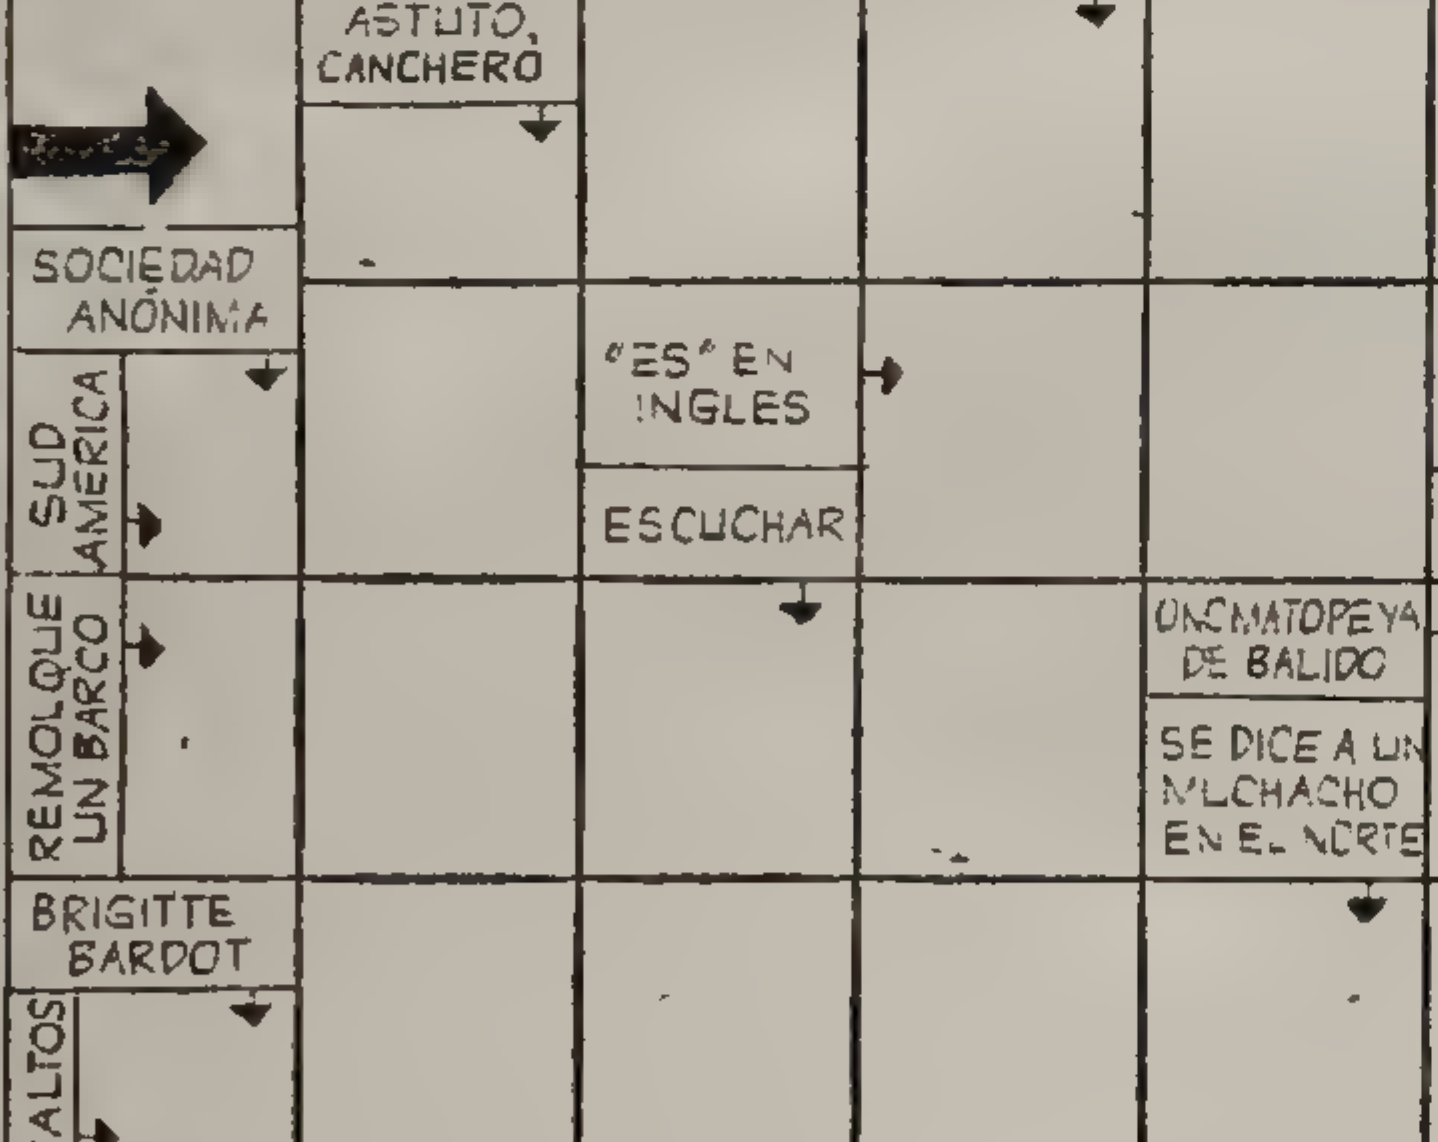 ASTUTO,
CANCHERO
SOCIEDAD
ANÓNIMA
"ES" EN
INGLES
SUD
AMERICA
ESCUCHAR
REMOLQUE
UN BARCO
ONOMATOPEYA
DE BALIDO
SE DICE A UN
MUCHACHO
EN EL NORTE
BRIGITTE
BARDOT
ALTOS